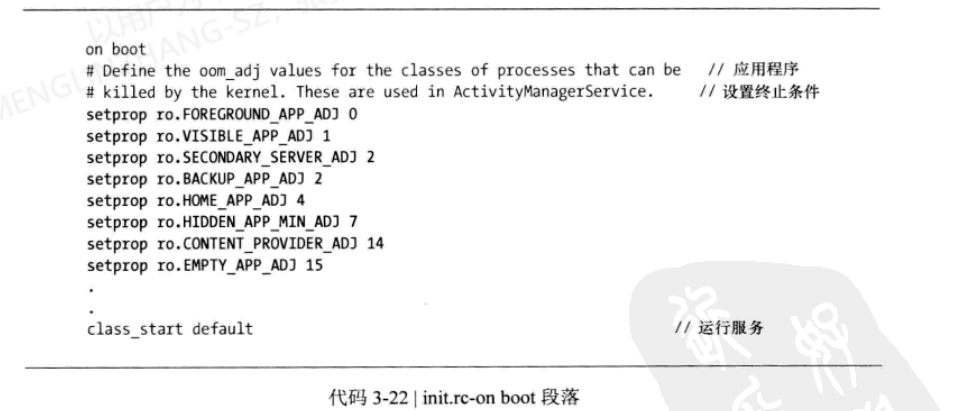 on boot
# Define the oom_adj values for the classes of processes that can be // 应用程序
# killed by the kernel. These are used in ActivityManagerService. // 设置终止条件
setprop ro.FOREGROUND_APP_ADJ 0
setprop ro.VISIBLE_APP_ADJ 1
setprop ro.SECONDARY_SERVER_ADJ 2
setprop ro.BACKUP_APP_ADJ 2
setprop ro.HOME_APP_ADJ 4
setprop ro.HIDDEN_APP_MIN_ADJ 7
setprop ro.CONTENT_PROVIDER_ADJ 14
setprop ro.EMPTY_APP_ADJ 15
.
.
class_start default // 运行服务
代码 3-22 | init.rc-on boot 段落